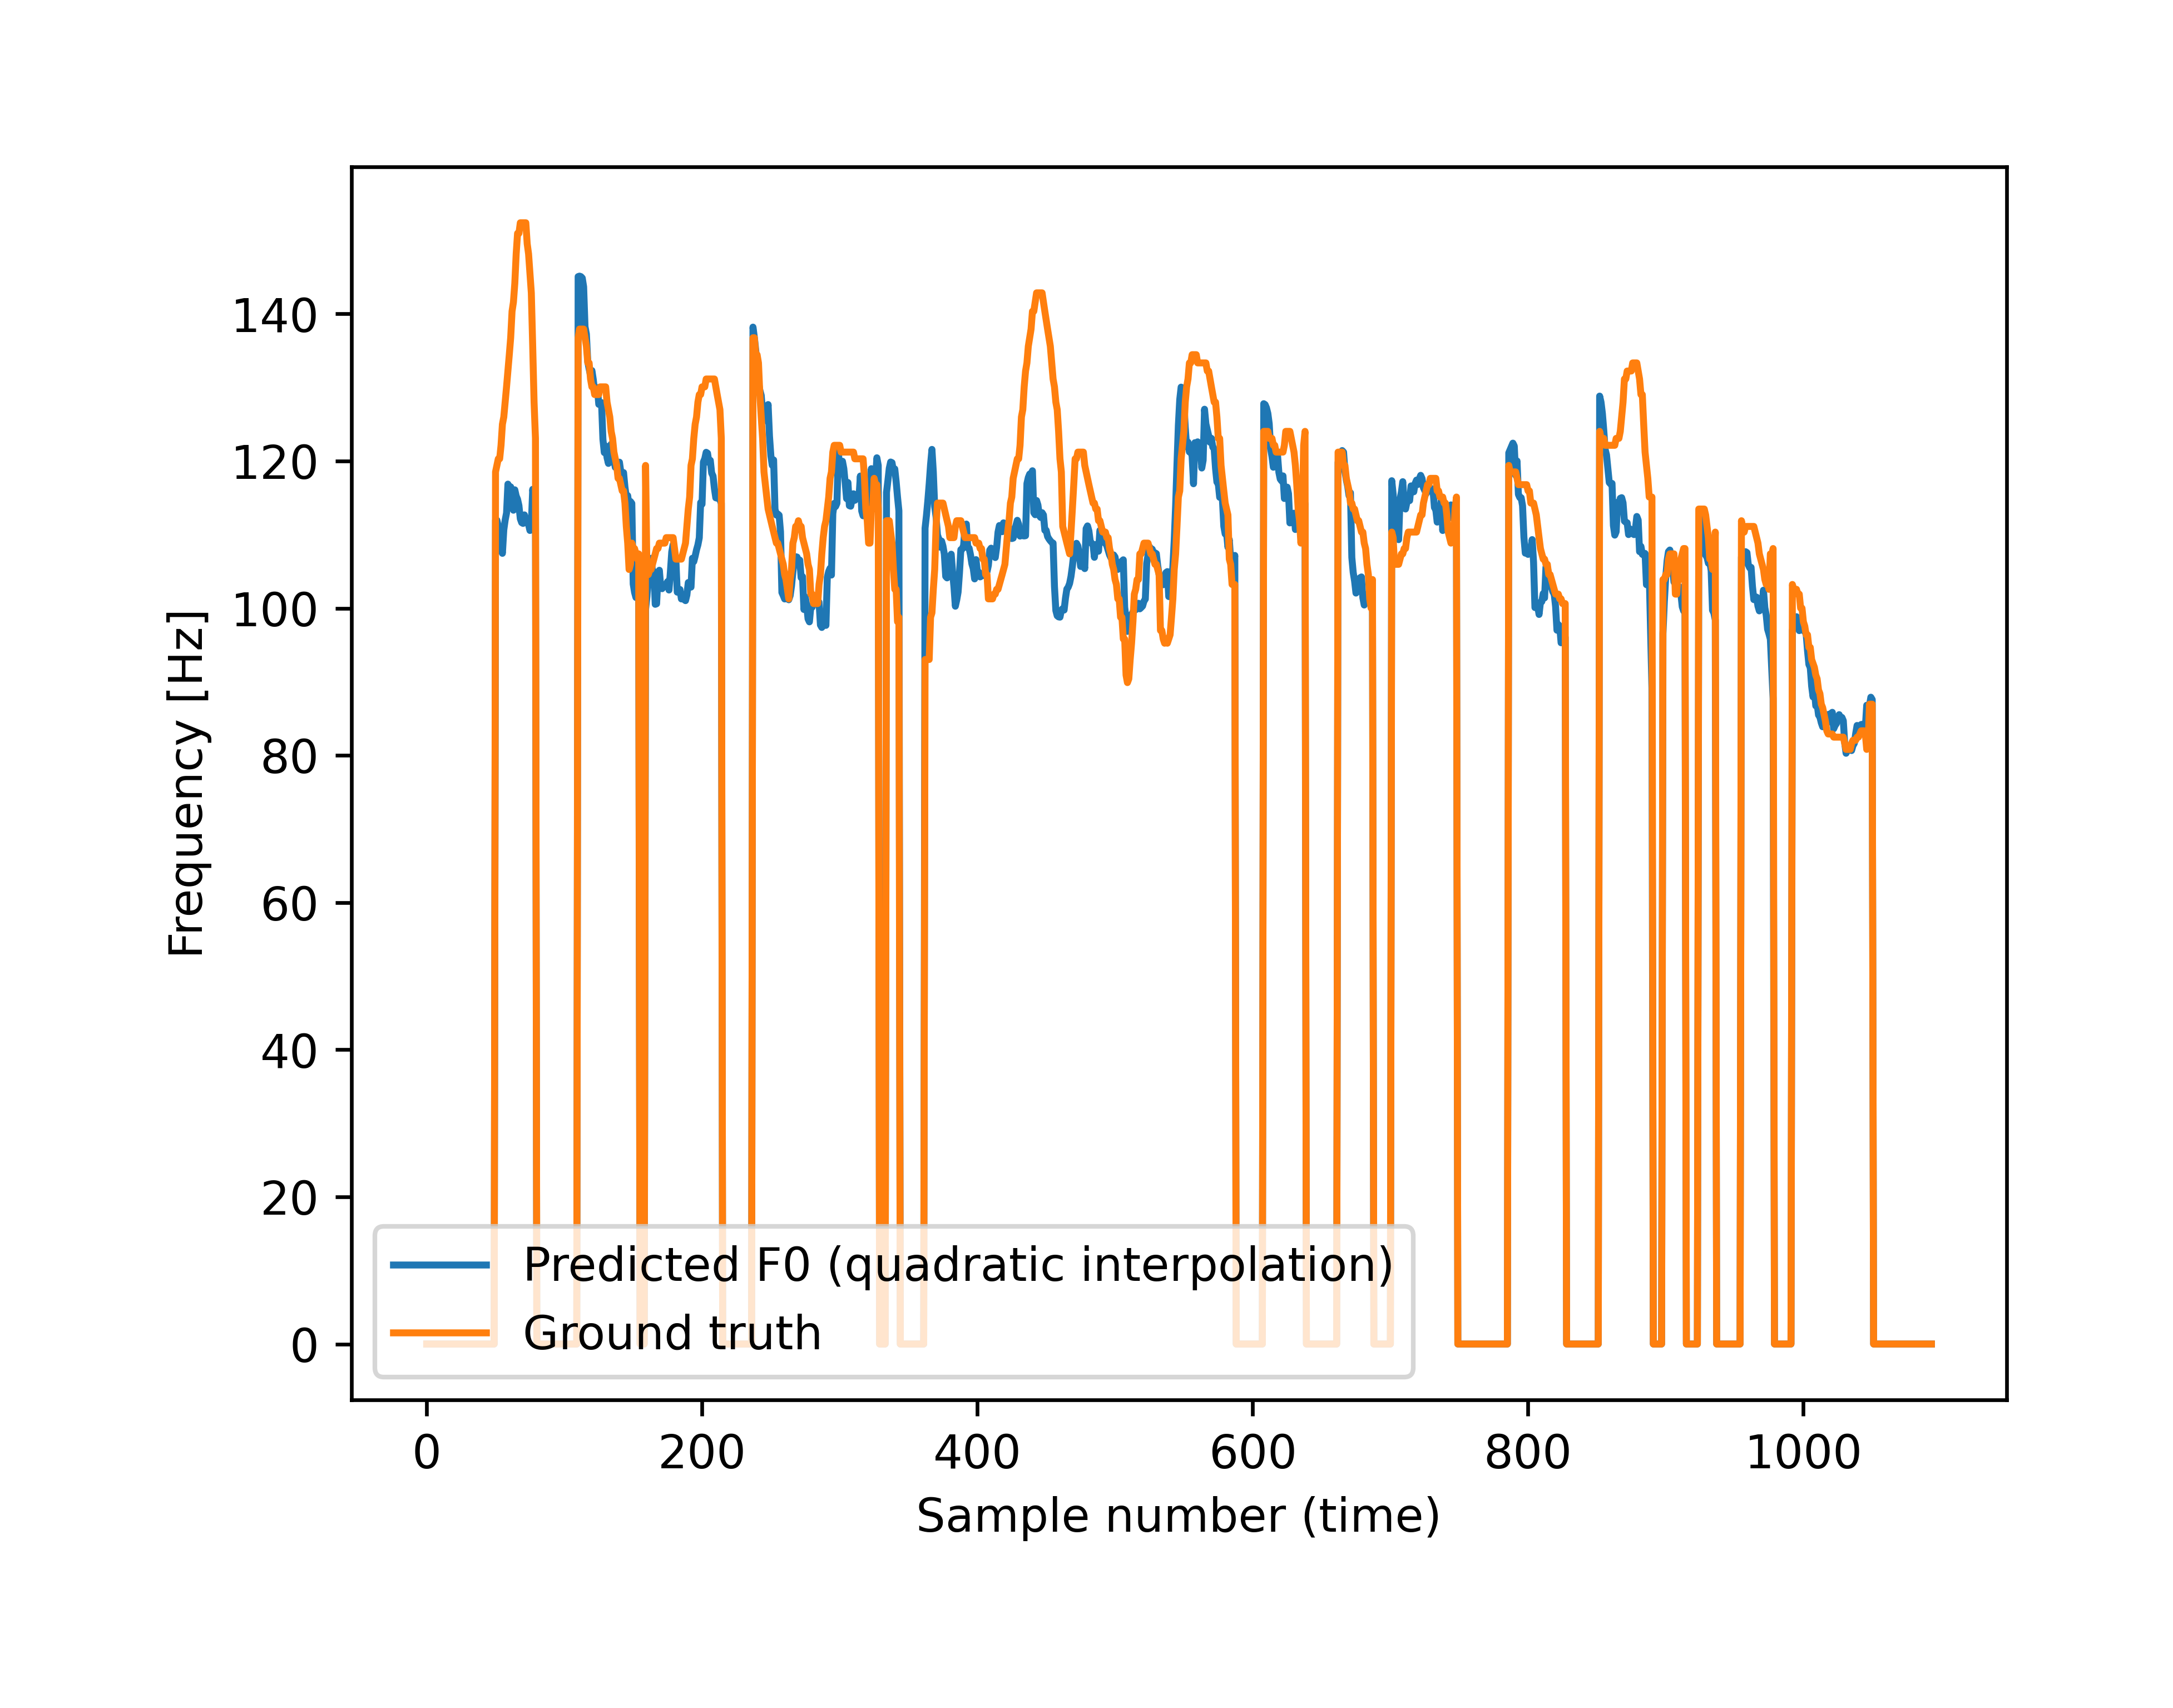 140
120
100
80
60
40
20
0
Frequency [Hz]
Predicted F0 (quadratic interpolation)
Ground truth
0 200 400 600 800 1000
Sample number (time)